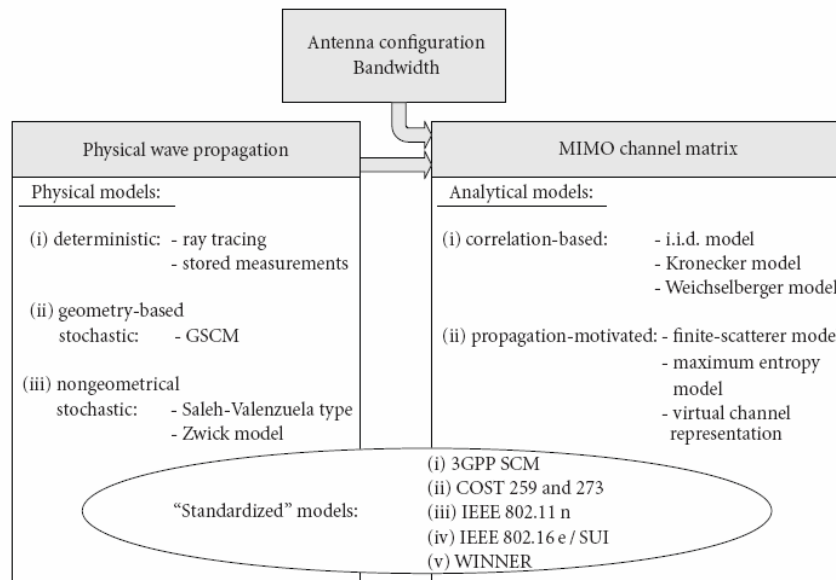 Antenna configuration
Bandwidth
Physical wave propagation
MIMO channel matrix
Physical models:
(i) deterministic: - ray tracing
- stored measurements
(ii) geometry-based
stochastic: - GSCM
(iii) nongeometrical
stochastic: - Saleh-Valenzuela type
- Zwick model
Analytical models:
(i) correlation-based: - i.i.d. model
- Kronecker model
- Weichselberger model
(ii) propagation-motivated: - finite-scatterer mode
- maximum entropy
model
- virtual channel
representation
"Standardized" models:
(i) 3GPP SCM
(ii) COST 259 and 273
(iii) IEEE 802.11 n
(iv) IEEE 802.16 e / SUI
(v) WINNER